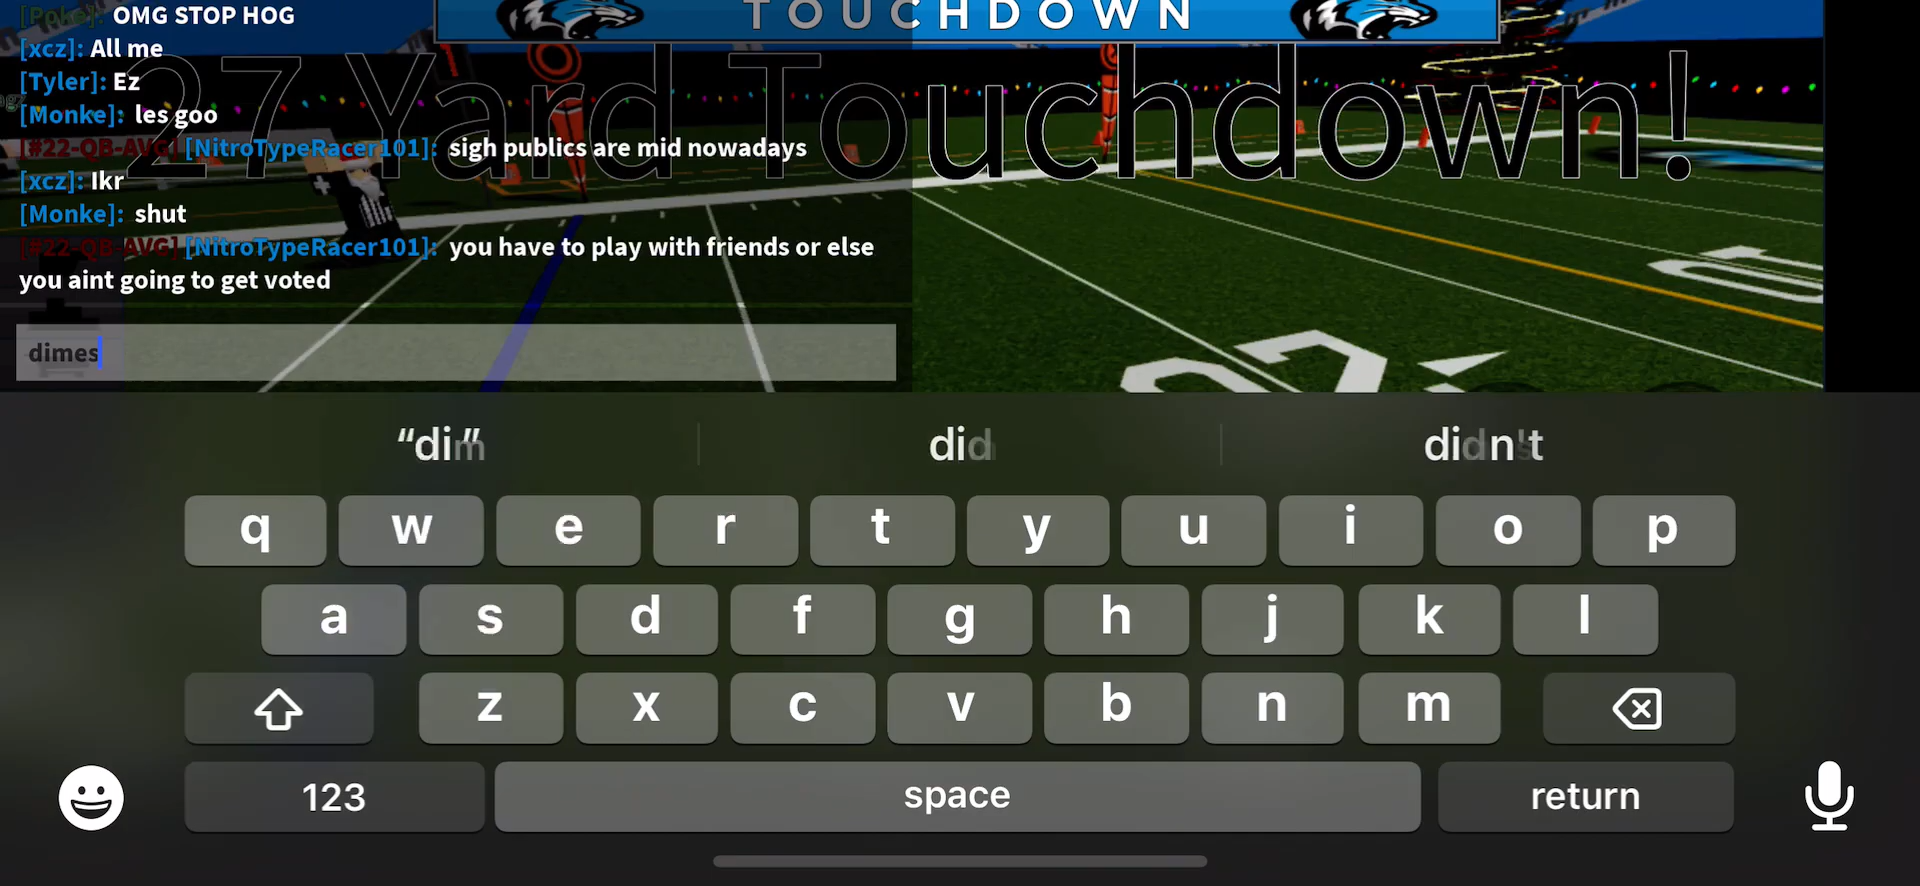 TOUCHDOWN
27 Yard Touchdown!
[Poke]: OMG STOP HOG
[xcz]: All me
[Tyler]: Ez
[Monke]: les goo
[#22-QB-AVG] [NitroTypeRacer101]: sigh publics are mid nowadays
[xcz]: Ikr
[Monke]: shut
[#22-QB-AVG] [NitroTypeRacer101]: you have to play with friends or else
you aint going to get voted
dimes
did didn't
q w e r t y u i o p
a s d f g h j k l
z x c v b n m
123 space return